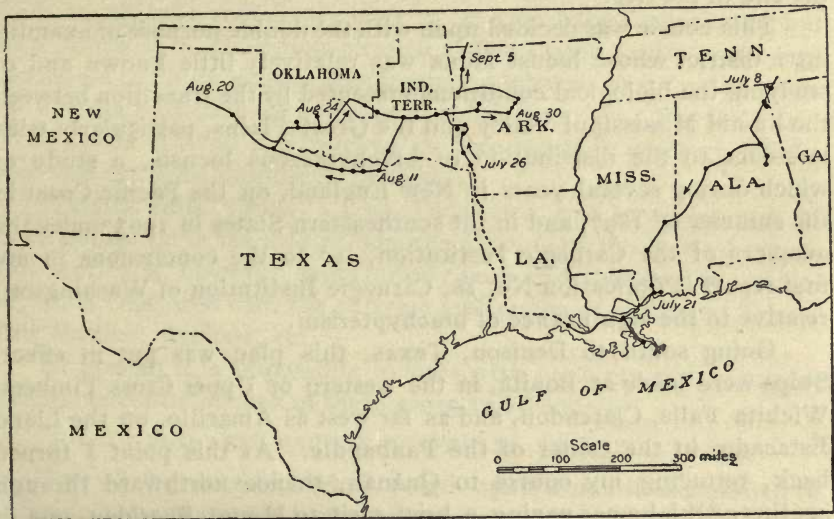 TENN.
Sept. 5
July 8
OKLAHOMA
IND.
TERR.
Aug. 20
Aug. 24
Aug. 30
NEW
MEXICO
ARK.
GA.
July 26
MISS.
ALA.
Aug. 11
TEXAS
LA.
July 21
GULF OF MEXICO
MEXICO
Scale
0 100 200 300 miles